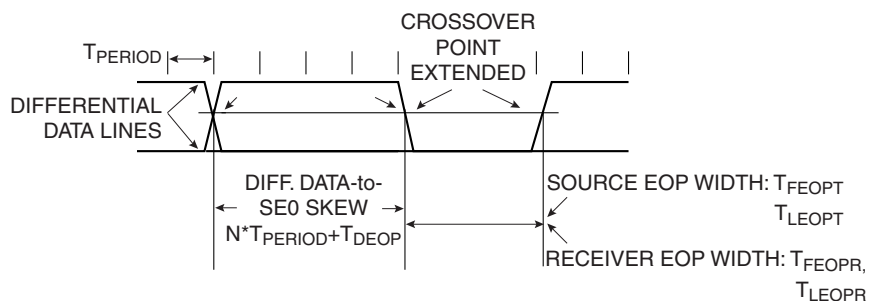 CROSSOVER
POINT
EXTENDED
TPERIOD
DIFFERENTIAL
DATA LINES
DIFF. DATA-to-
SE0 SKEW
N*TPERIOD+TDEOP
SOURCE EOP WIDTH: TFEOPT
TLEOPT
RECEIVER EOP WIDTH: TFEOPR,
TLEOPR